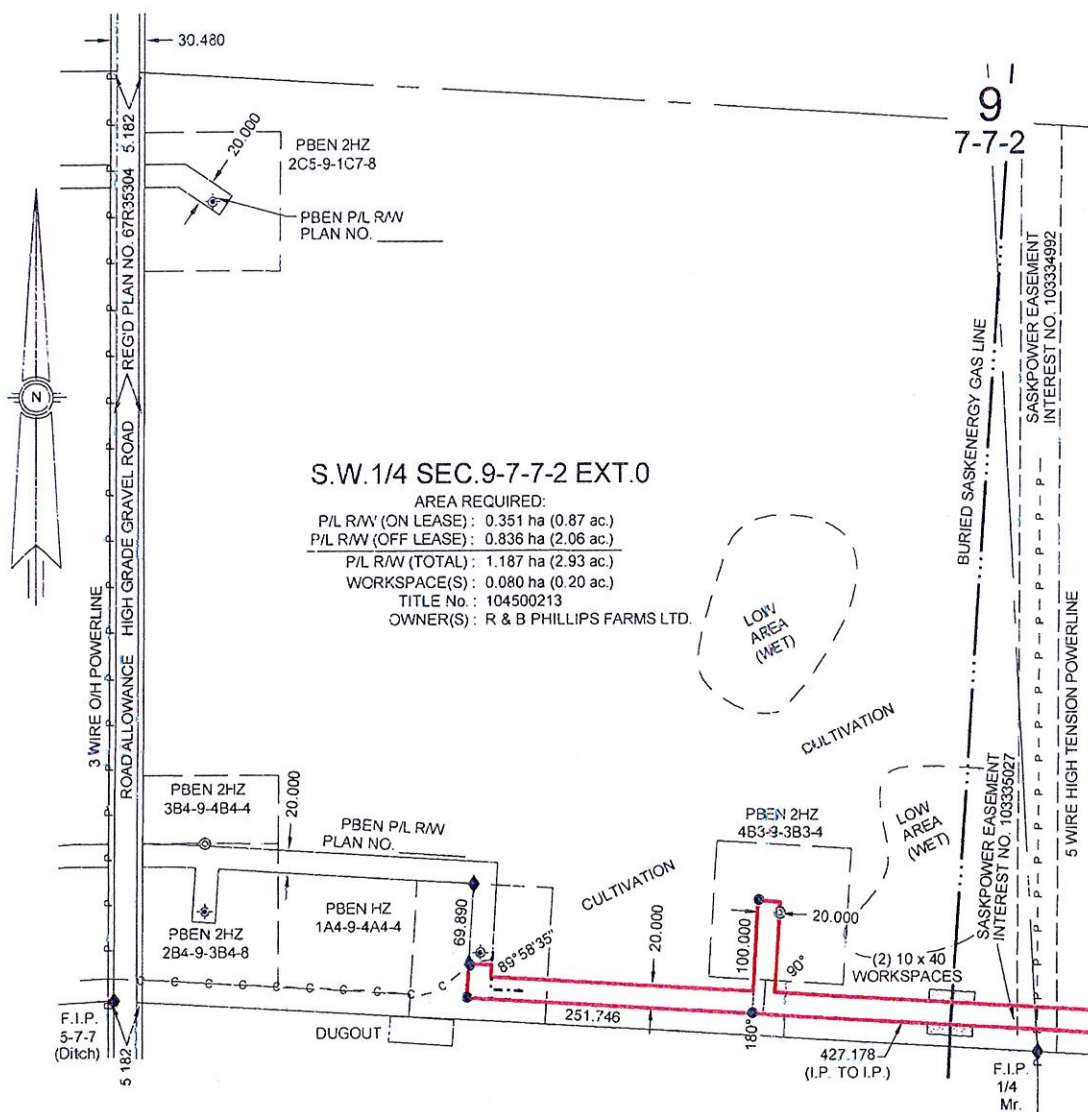 30.480
9
7-7-2
5.182
20.000
PBEN 2HZ
2C5-9-1C7-8
PBEN P/L R/W
PLAN NO.
REG'D PLAN NO. 67R35304
HIGH GRADE GRAVEL ROAD
ROAD ALLOWANCE
3 WIRE O/H POWERLINE
N
SASKPOWER EASEMENT
INTEREST NO. 103334992
BURIED SASKENERGY GAS LINE
5 WIRE HIGH TENSION POWERLINE
S.W.1/4 SEC.9-7-7-2 EXT.0
AREA REQUIRED:
P/L R/W (ON LEASE) : 0.351 ha (0.87 ac.)
P/L R/W (OFF LEASE) : 0.836 ha (2.06 ac.)
P/L R/W (TOTAL) : 1.187 ha (2.93 ac.)
WORKSPACE(S) : 0.080 ha (0.20 ac.)
TITLE No. : 104500213
OWNER(S) : R & B PHILLIPS FARMS LTD.
LOW
AREA
(WET)
CULTIVATION
LOW
AREA
(WET)
SASKPOWER EASEMENT
INTEREST NO. 103335027
PBEN 2HZ
3B4-9-4B4-4
20.000
PBEN P/L R/W
PLAN NO.
PBEN 2HZ
4B3-9-3B3-4
CULTIVATION
PBEN HZ
1A4-9-4A4-4
PBEN 2HZ
2B4-9-3B4-8
69.890
89°58'35"
20.000
100.000
20.000
90°
(2) 10 x 40
WORKSPACES
251.746
180°
427.178
(I.P. TO I.P.)
DUGOUT
F.I.P.
5-7-7
(Ditch)
5 182
F.I.P.
1/4
Mr.